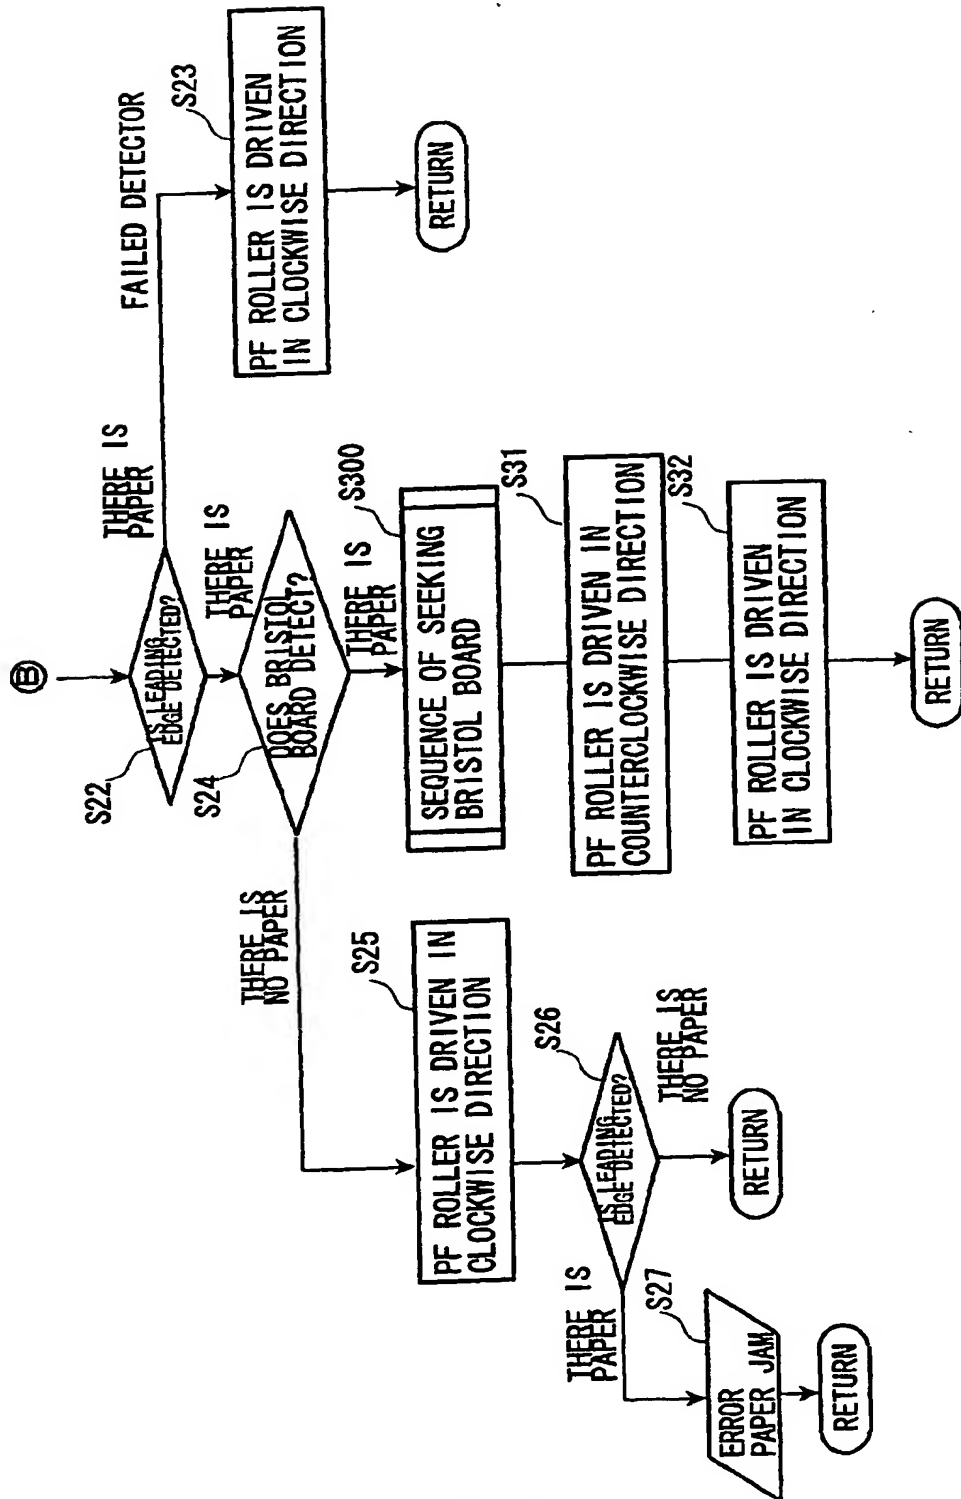 B
S22
IS LEADING
EDGE DETECTED?
THERE IS
PAPER
FAILED DETECTOR
S23
PF ROLLER IS DRIVEN
IN CLOCKWISE DIRECTION
RETURN
THERE IS
PAPER
S24
DOES BRISTOL
BOARD DETECT?
THERE IS
NO PAPER
THERE IS
PAPER
S300
SEQUENCE OF SEEKING
BRISTOL BOARD
S31
PF ROLLER IS DRIVEN IN
COUNTERCLOCKWISE DIRECTION
S32
PF ROLLER IS DRIVEN
IN CLOCKWISE DIRECTION
RETURN
S25
PF ROLLER IS DRIVEN IN
CLOCKWISE DIRECTION
S26
IS LEADING
EDGE DETECTED?
THERE IS
NO PAPER
RETURN
THERE IS
PAPER
S27
ERROR
PAPER JAM
RETURN